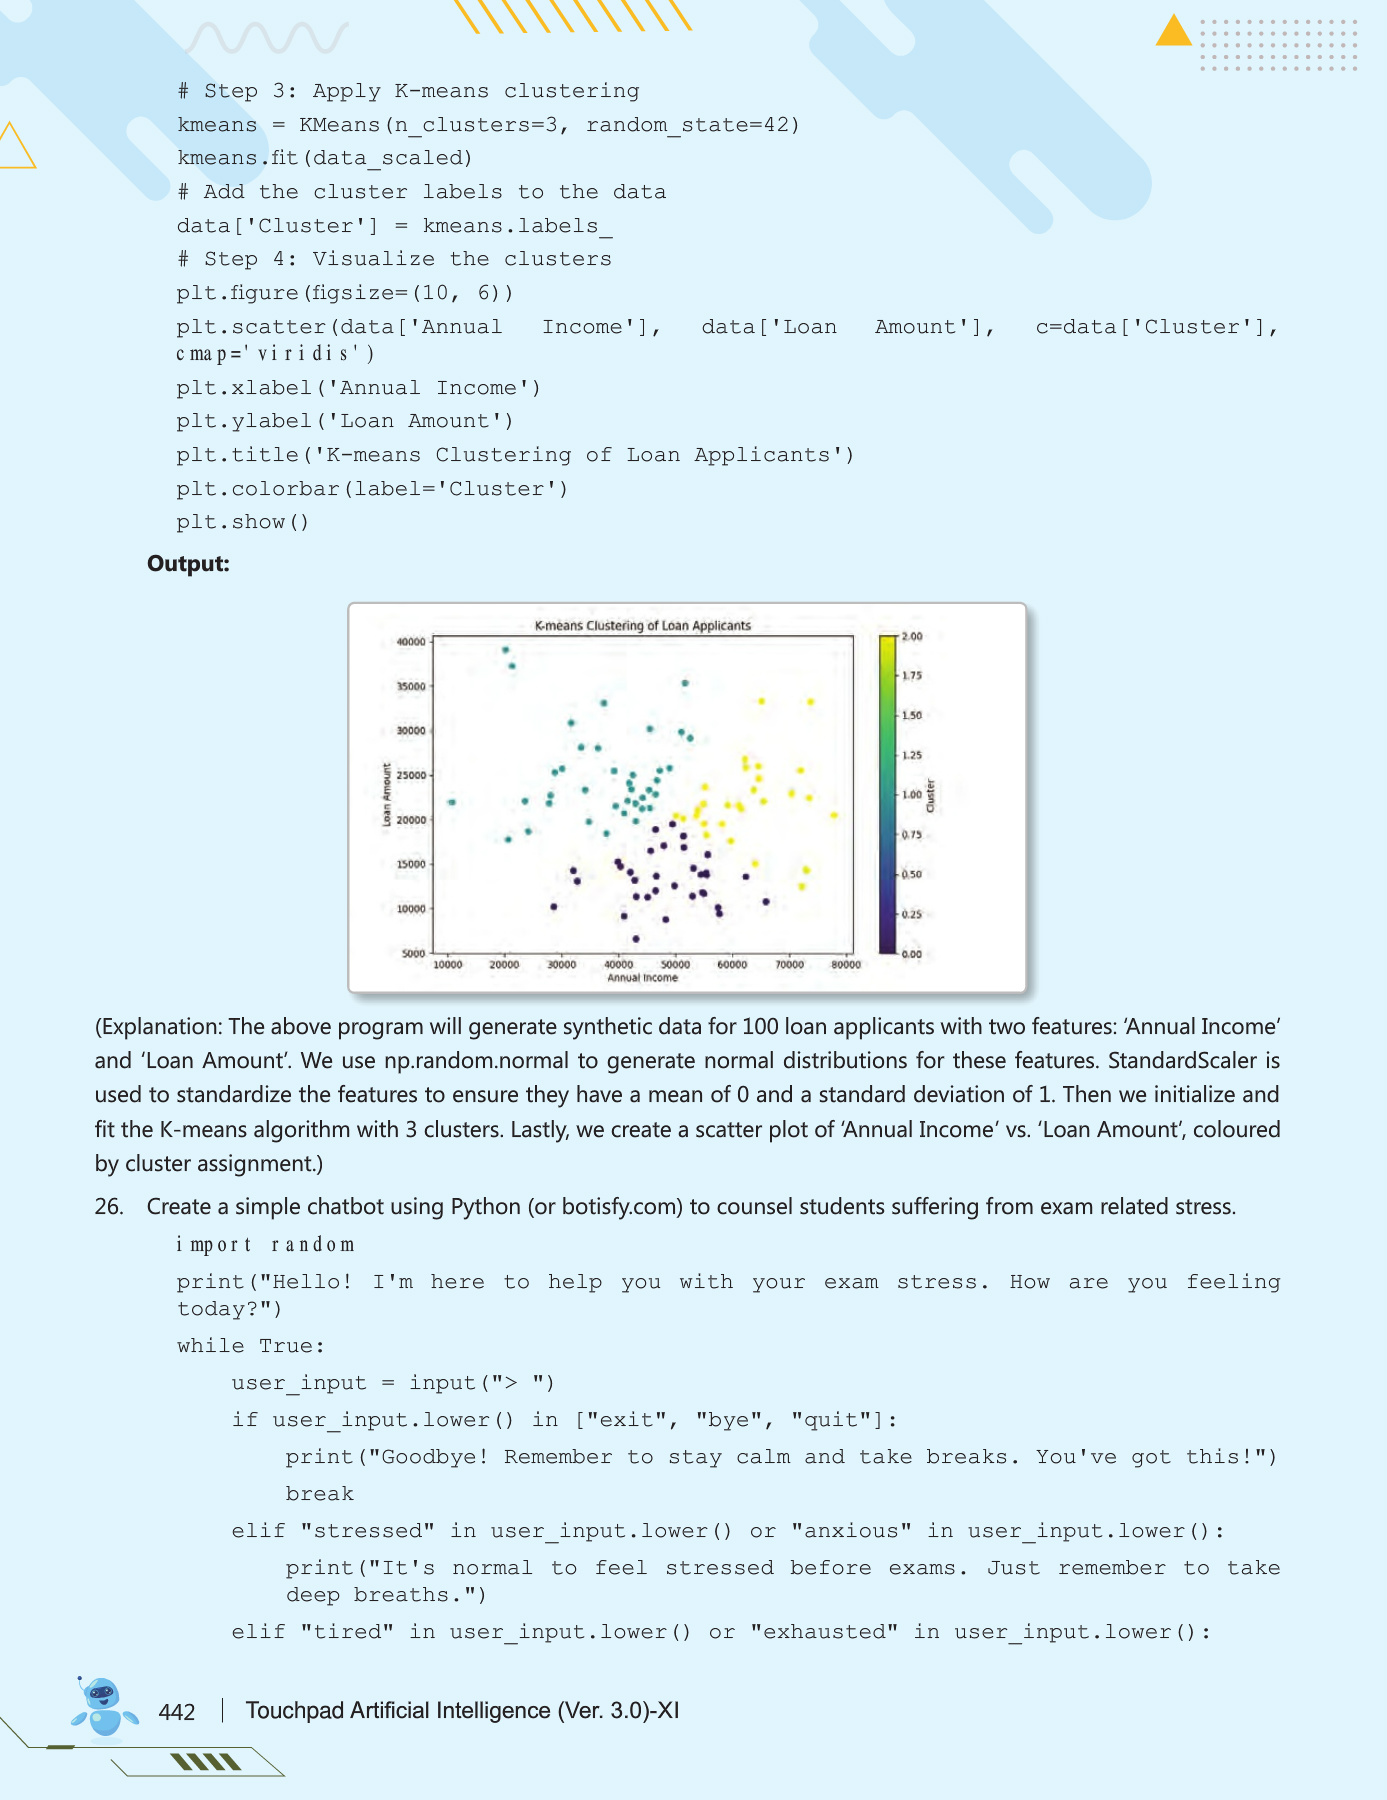 # Step 3: Apply K-means clustering
kmeans = KMeans(n_clusters=3, random_state=42)
kmeans.fit(data_scaled)
# Add the cluster labels to the data
data['Cluster'] = kmeans.labels_
# Step 4: Visualize the clusters
plt.figure(figsize=(10, 6))
plt.scatter(data['Annual Income'], data['Loan Amount'], c=data['Cluster'],
cmap='viridis')
plt.xlabel('Annual Income')
plt.ylabel('Loan Amount')
plt.title('K-means Clustering of Loan Applicants')
plt.colorbar(label='Cluster')
plt.show()
Output:
K-means Clustering of Loan Applicants
40000
35000
30000
25000
20000
15000
10000
5000
Loan Amount
10000 20000 30000 40000 50000 60000 70000 80000
Annual Income
2.00
1.75
1.50
1.25
1.00
0.75
0.50
0.25
0.00
Cluster
(Explanation: The above program will generate synthetic data for 100 loan applicants with two features: ‘Annual Income’
and ‘Loan Amount’. We use np.random.normal to generate normal distributions for these features. StandardScaler is
used to standardize the features to ensure they have a mean of 0 and a standard deviation of 1. Then we initialize and
fit the K-means algorithm with 3 clusters. Lastly, we create a scatter plot of ‘Annual Income’ vs. ‘Loan Amount’, coloured
by cluster assignment.)
26. Create a simple chatbot using Python (or botisfy.com) to counsel students suffering from exam related stress.
import random
print("Hello! I'm here to help you with your exam stress. How are you feeling
today?")
while True:
user_input = input("> ")
if user_input.lower() in ["exit", "bye", "quit"]:
print("Goodbye! Remember to stay calm and take breaks. You've got this!")
break
elif "stressed" in user_input.lower() or "anxious" in user_input.lower():
print("It's normal to feel stressed before exams. Just remember to take
deep breaths.")
elif "tired" in user_input.lower() or "exhausted" in user_input.lower():
442 Touchpad Artificial Intelligence (Ver. 3.0)-XI